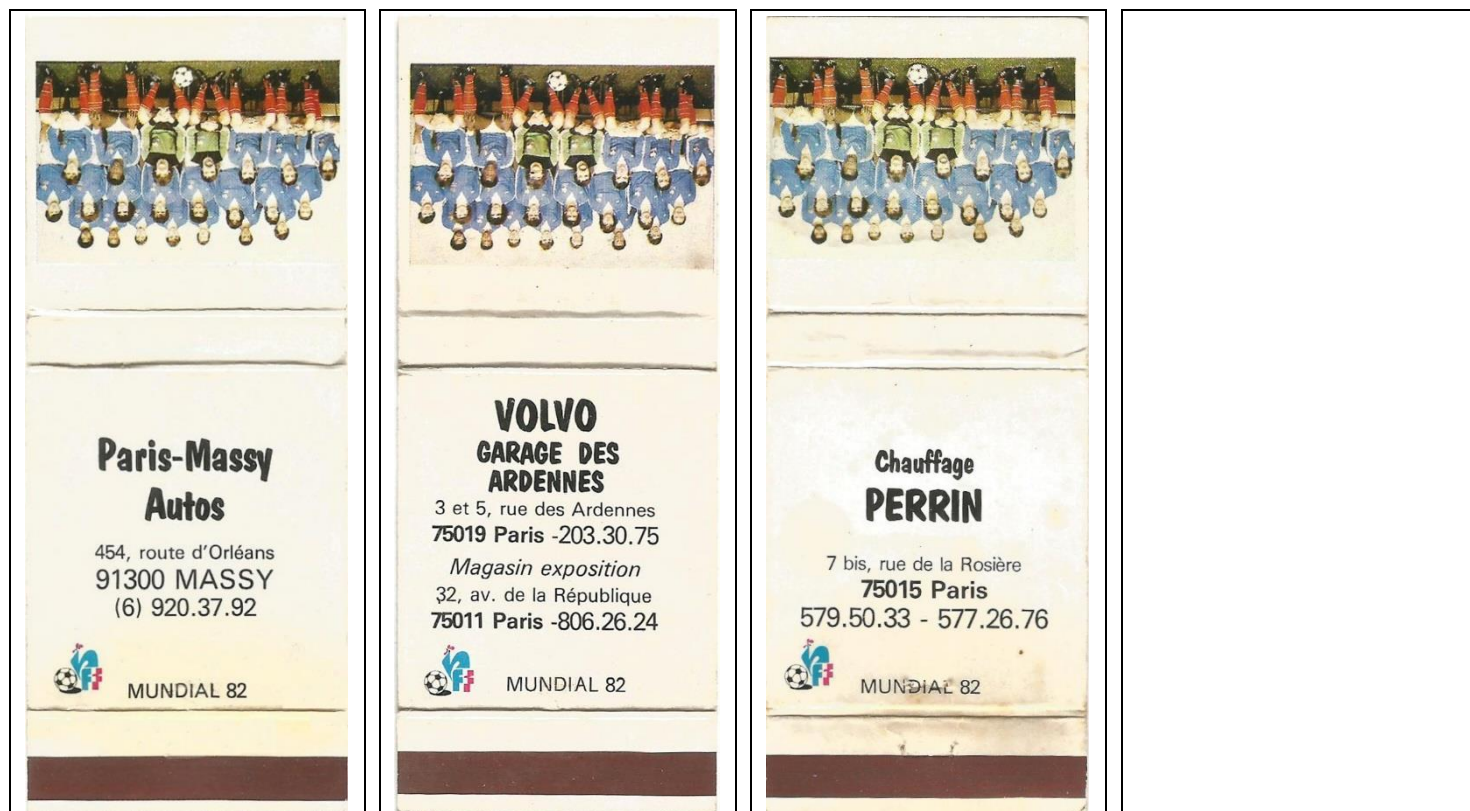 Paris-Massy
Autos
454, route d'Orléans
91300 MASSY
(6) 920.37.92
FFF
MUNDIAL 82
VOLVO
GARAGE DES
ARDENNES
3 et 5, rue des Ardennes
75019 Paris -203.30.75
Magasin exposition
32, av. de la République
75011 Paris -806.26.24
FFF
MUNDIAL 82
Chauffage
PERRIN
7 bis, rue de la Rosière
75015 Paris
579.50.33 - 577.26.76
FFF
MUNDIAL 82